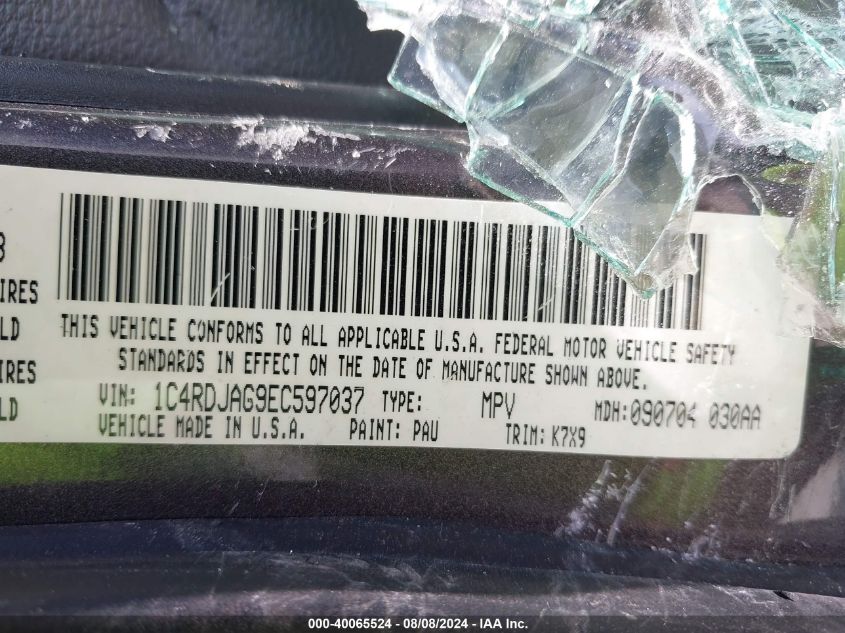 3
IRES
LD
IRES
LD
THIS VEHICLE CONFORMS TO ALL APPLICABLE U.S.A. FEDERAL MOTOR VEHICLE SAFETY
STANDARDS IN EFFECT ON THE DATE OF MANUFACTURE SHOWN ABOVE.
VIN: 1C4RDJAG9EC597037 TYPE: MPV MDH:090704 030AA
VEHICLE MADE IN U.S.A. PAINT: PAU TRIM: K7X9
000-40065524 - 08/08/2024 - IAA Inc.